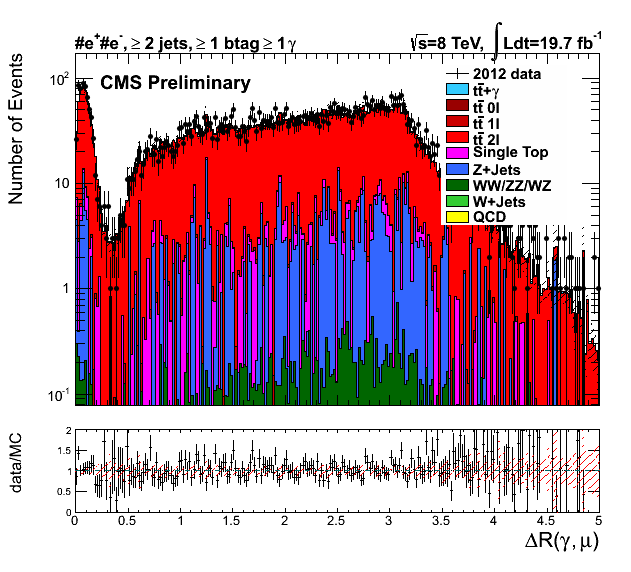 #e⁺#e⁻, ≥ 2 jets, ≥ 1 btag ≥ 1 γ
√s=8 TeV, ∫Ldt=19.7 fb⁻¹
CMS Preliminary
2012 data
tt̄+γ
tt̄ 0l
tt̄ 1l
tt̄ 2l
Single Top
Z+Jets
WW/ZZ/WZ
W+Jets
QCD
Number of Events
10²
10
1
10⁻¹
data/MC
2
1.5
1
0.5
0
0 0.5 1 1.5 2 2.5 3 3.5 4 4.5 5
ΔR(γ,μ)